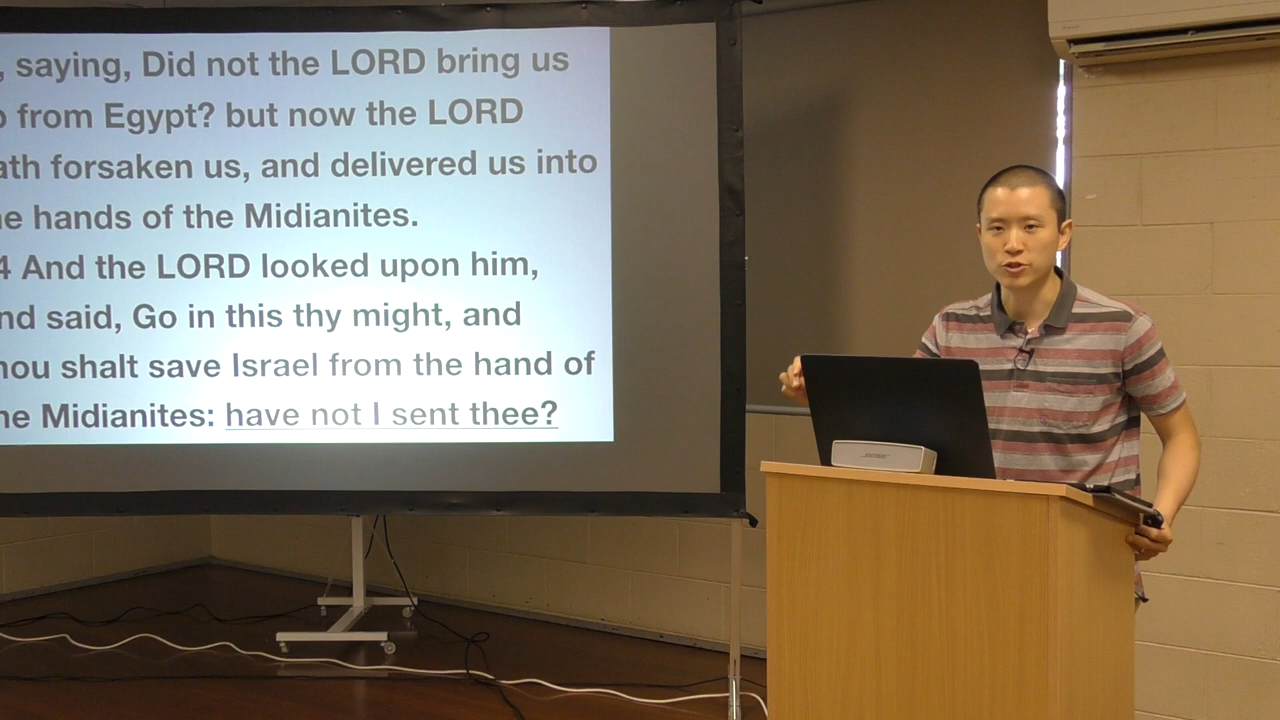 , saying, Did not the LORD bring us
from Egypt? but now the LORD
ath forsaken us, and delivered us into
e hands of the Midianites.
4 And the LORD looked upon him,
nd said, Go in this thy might, and
hou shalt save Israel from the hand of
he Midianites: have not I sent thee?
BOSE